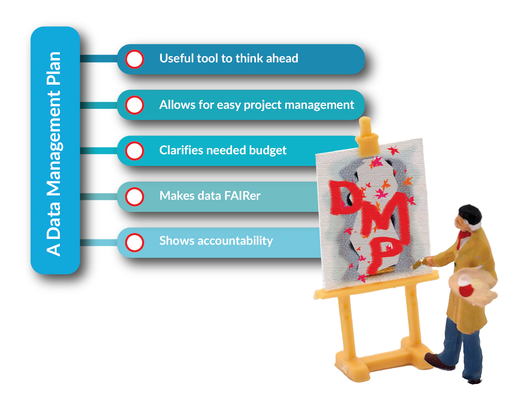 A Data Management Plan
Useful tool to think ahead
Allows for easy project management
Clarifies needed budget
Makes data FAIRer
Shows accountability
DMP